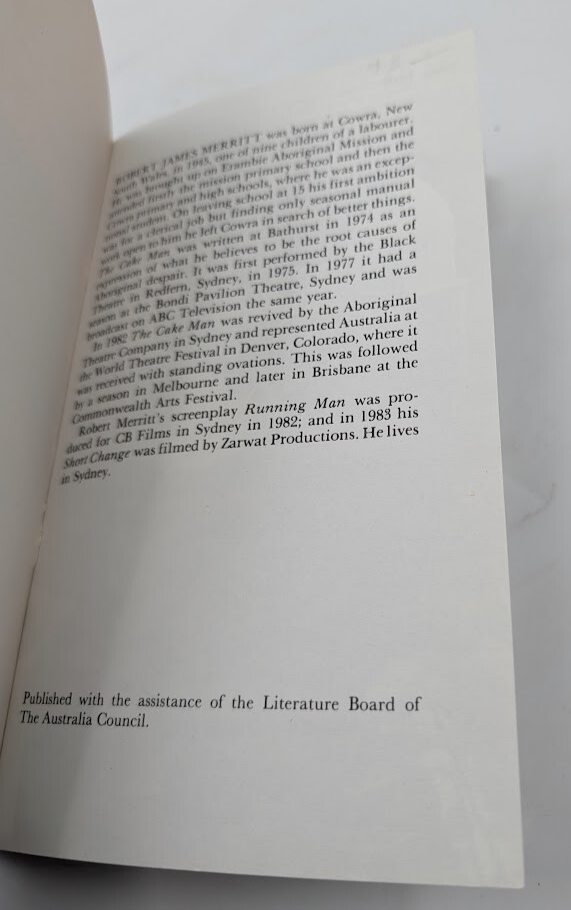 ROBERT JAMES MERRITT was born at Cowra, New
South Wales, in 1945, one of nine children of a labourer.
He was brought up on Erambie Aboriginal Mission and
attended firstly the mission primary school and then the
Cowra primary and high schools, where he was an excep-
tional student. On leaving school at 15 his first ambition
was for a clerical job but finding only seasonal manual
work open to him he left Cowra in search of better things.
The Cake Man was written at Bathurst in 1974 as an
expression of what he believes to be the root causes of
Aboriginal despair. It was first performed by the Black
Theatre in Redfern, Sydney, in 1975. In 1977 it had a
season at the Bondi Pavilion Theatre, Sydney and was
broadcast on ABC Television the same year.
In 1982 The Cake Man was revived by the Aboriginal
Theatre Company in Sydney and represented Australia at
the World Theatre Festival in Denver, Colorado, where it
was received with standing ovations. This was followed
by a season in Melbourne and later in Brisbane at the
Commonwealth Arts Festival.
Robert Merritt's screenplay Running Man was pro-
duced for CB Films in Sydney in 1982; and in 1983 his
Short Change was filmed by Zarwat Productions. He lives
in Sydney.
Published with the assistance of the Literature Board of
The Australia Council.